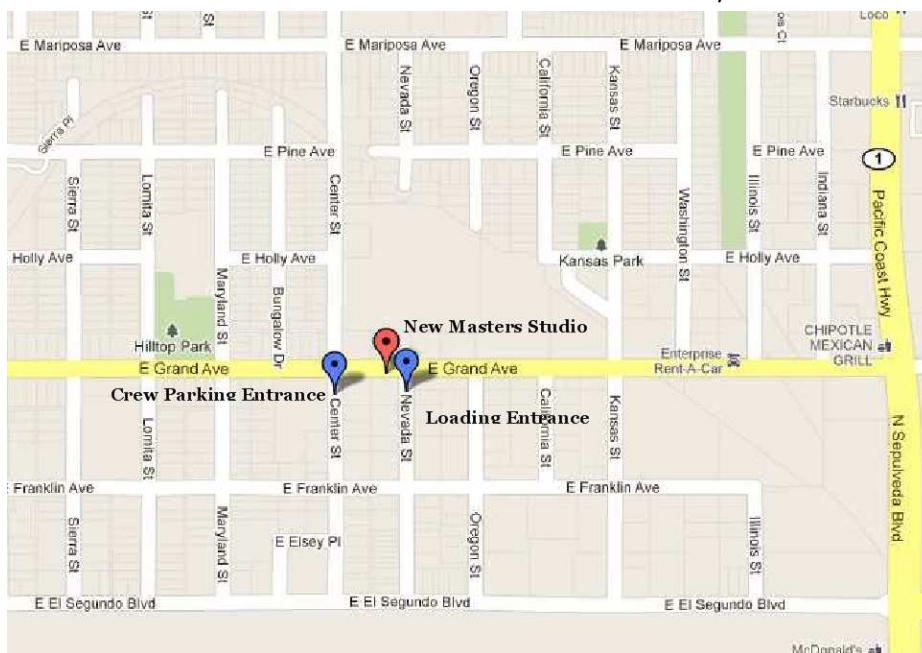 Loco
E Mariposa Ave
E Mariposa Ave
E Mariposa Ave
Starbucks
Nevada St
Oregon St
California St
Kansas St
Sierra Pl
E Pine Ave
E Pine Ave
E Pine Ave
1
Pacific Coast Hwy
Sierra St
Lomita St
Center St
Washington St
Illinois St
Indiana St
Holly Ave
E Holly Ave
Kansas Park
E Holly Ave
Maryland St
Bungalow Dr
New Masters Studio
Hilltop Park
CHIPOTLE
MEXICAN
GRILL
E Grand Ave
E Grand Ave
Enterprise
Rent-A-Car
Crew Parking Entrance
Loading Entrance
Lomita St
Center St
Nevada St
California St
Kansas St
N Sepulveda Blvd
E Franklin Ave
E Franklin Ave
E Franklin Ave
Sierra St
Maryland St
E Elsey Pl
Oregon St
Illinois St
E El Segundo Blvd
E El Segundo Blvd
E El Segundo Blvd
McDonald's